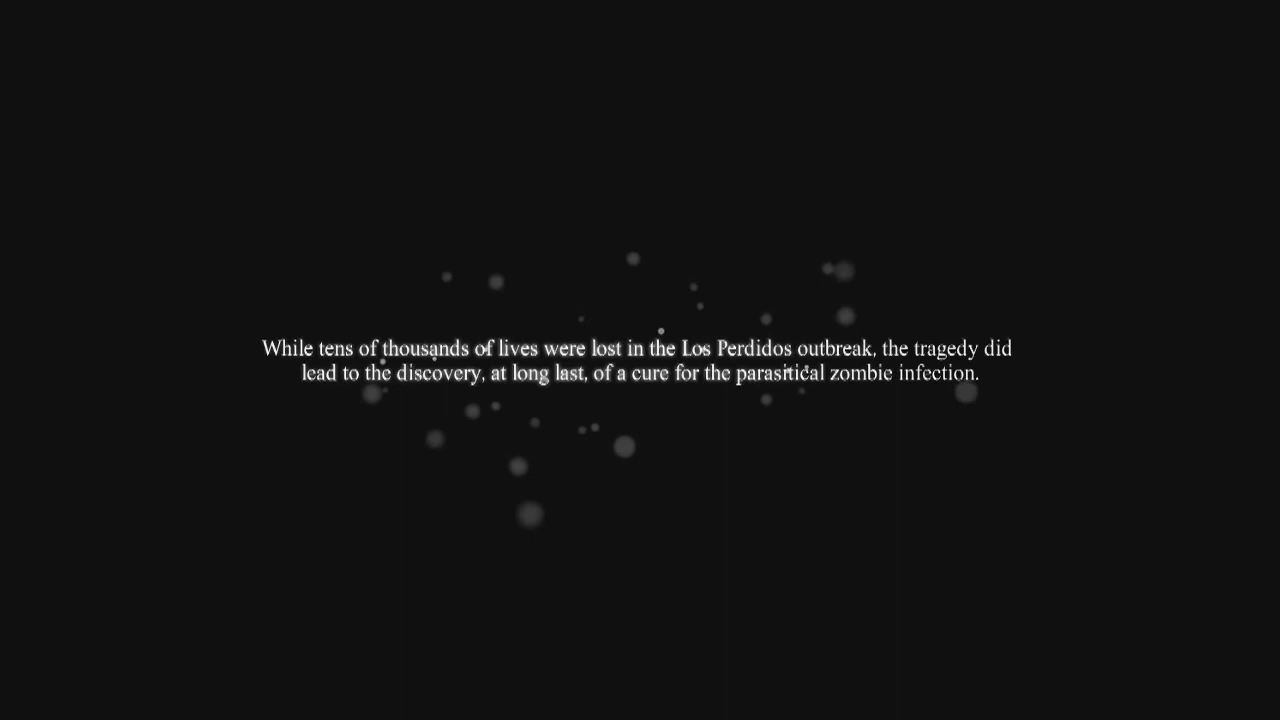 While tens of thousands of lives were lost in the Los Perdidos outbreak, the tragedy did
lead to the discovery, at long last, of a cure for the parasitical zombie infection.